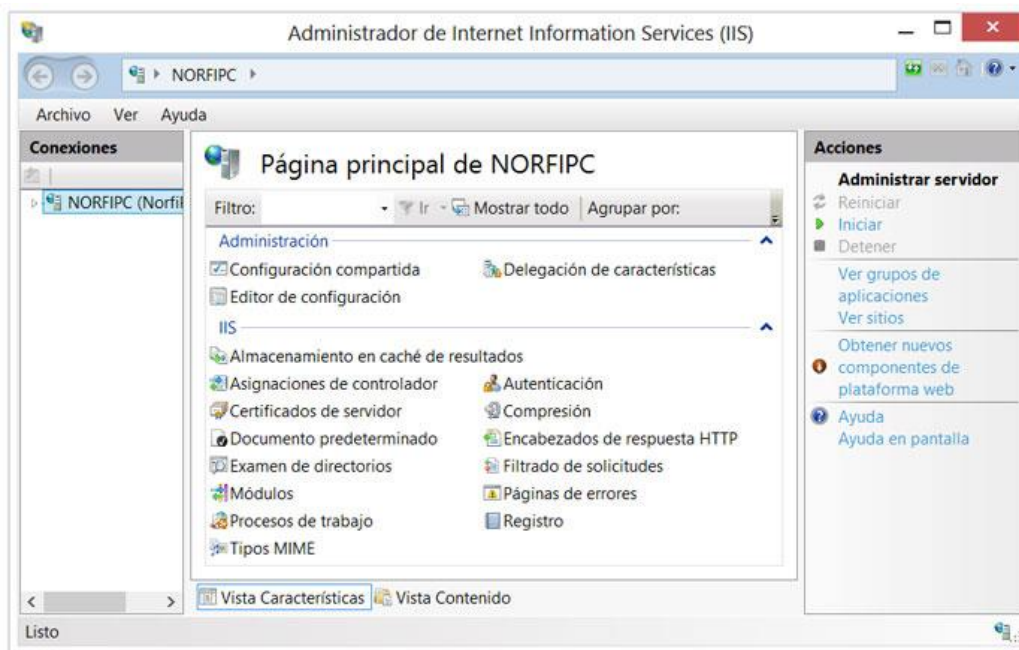 Administrador de Internet Information Services (IIS)
NORFIPC
Archivo Ver Ayuda
Conexiones
NORFIPC (Norfi
Página principal de NORFIPC
Filtro: Ir Mostrar todo Agrupar por:
Administración
Configuración compartida Delegación de características
Editor de configuración
IIS
Almacenamiento en caché de resultados
Asignaciones de controlador Autenticación
Certificados de servidor Compresión
Documento predeterminado Encabezados de respuesta HTTP
Examen de directorios Filtrado de solicitudes
Módulos Páginas de errores
Procesos de trabajo Registro
Tipos MIME
Vista Características Vista Contenido
Acciones
Administrar servidor
Reiniciar
Iniciar
Detener
Ver grupos de
aplicaciones
Ver sitios
Obtener nuevos
componentes de
plataforma web
Ayuda
Ayuda en pantalla
Listo